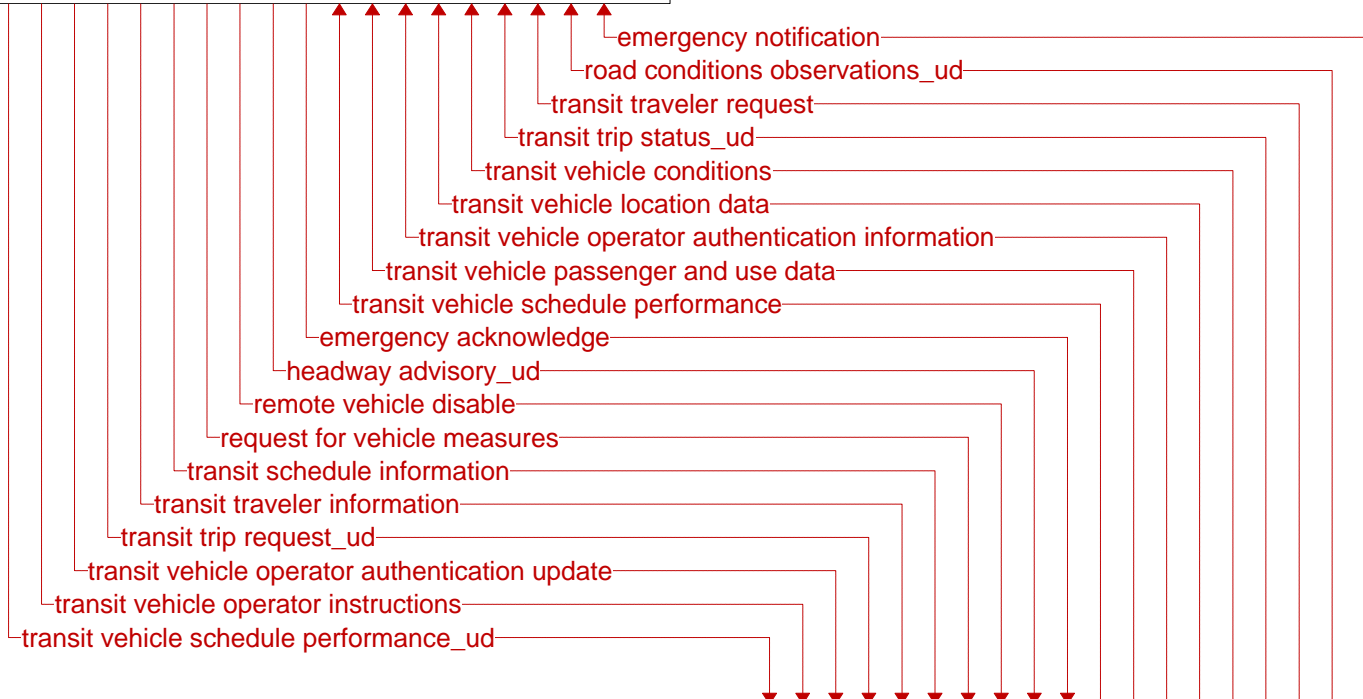 emergency notification
road conditions observations_ud
transit traveler request
transit trip status_ud
transit vehicle conditions
transit vehicle location data
transit vehicle operator authentication information
transit vehicle passenger and use data
transit vehicle schedule performance
emergency acknowledge
headway advisory_ud
remote vehicle disable
request for vehicle measures
transit schedule information
transit traveler information
transit trip request_ud
transit vehicle operator authentication update
transit vehicle operator instructions
transit vehicle schedule performance_ud